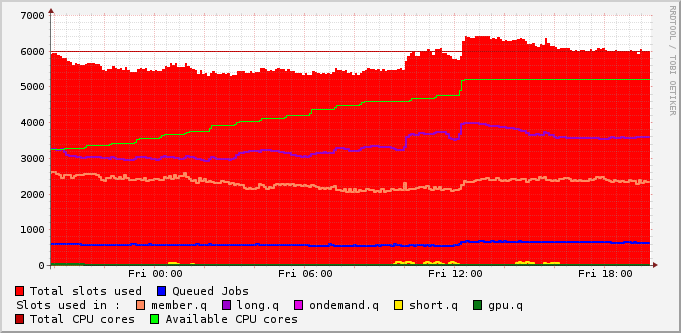 7000
6000
5000
4000
3000
2000
1000
0
Fri 00:00 Fri 06:00 Fri 12:00 Fri 18:00
RRDTOOL / TOBI OETIKER
Total slots used Queued Jobs
Slots used in : member.q long.q ondemand.q short.q gpu.q
Total CPU cores Available CPU cores